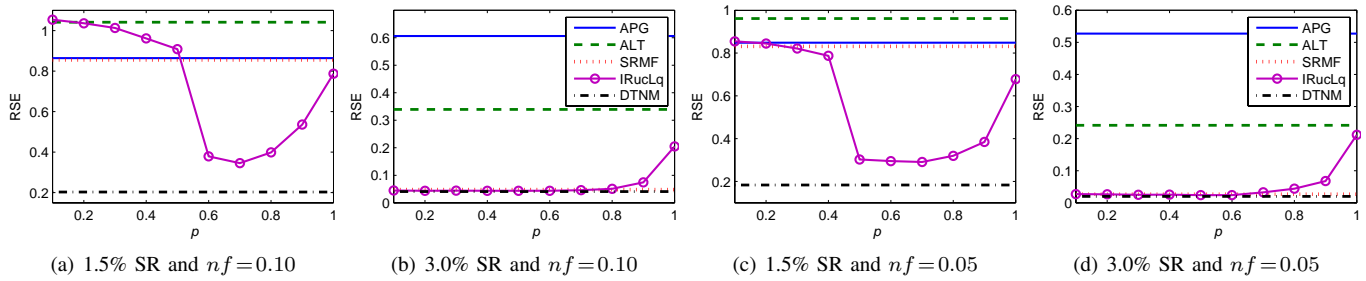 1
0.8
0.6
0.4
0.2
RSE
0.2 0.4 0.6 0.8 1
p
(a) 1.5% SR and nf=0.10
0.6
0.5
0.4
0.3
0.2
0.1
0
RSE
0.2 0.4 0.6 0.8 1
p
APG
ALT
SRMF
IRucLq
DTNM
(b) 3.0% SR and nf=0.10
1
0.8
0.6
0.4
0.2
RSE
0.2 0.4 0.6 0.8 1
p
(c) 1.5% SR and nf=0.05
0.6
0.5
0.4
0.3
0.2
0.1
0
RSE
0.2 0.4 0.6 0.8 1
p
APG
ALT
SRMF
IRucLq
DTNM
(d) 3.0% SR and nf=0.05